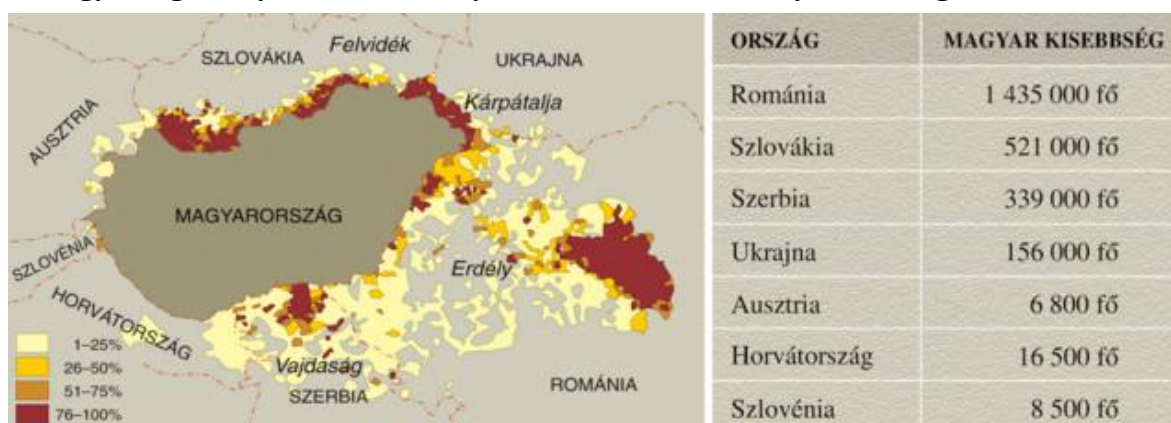 SZLOVÁKIA
Felvidék
UKRAJNA
Kárpátalja
AUSZTRIA
MAGYARORSZÁG
SZLOVÉNIA
Erdély
HORVÁTORSZÁG
Vajdaság
SZERBIA
ROMÁNIA
1–25%
26–50%
51–75%
76–100%
ORSZÁG MAGYAR KISEBBSÉG
Románia 1 435 000 fő
Szlovákia 521 000 fő
Szerbia 339 000 fő
Ukrajna 156 000 fő
Ausztria 6 800 fő
Horvátország 16 500 fő
Szlovénia 8 500 fő